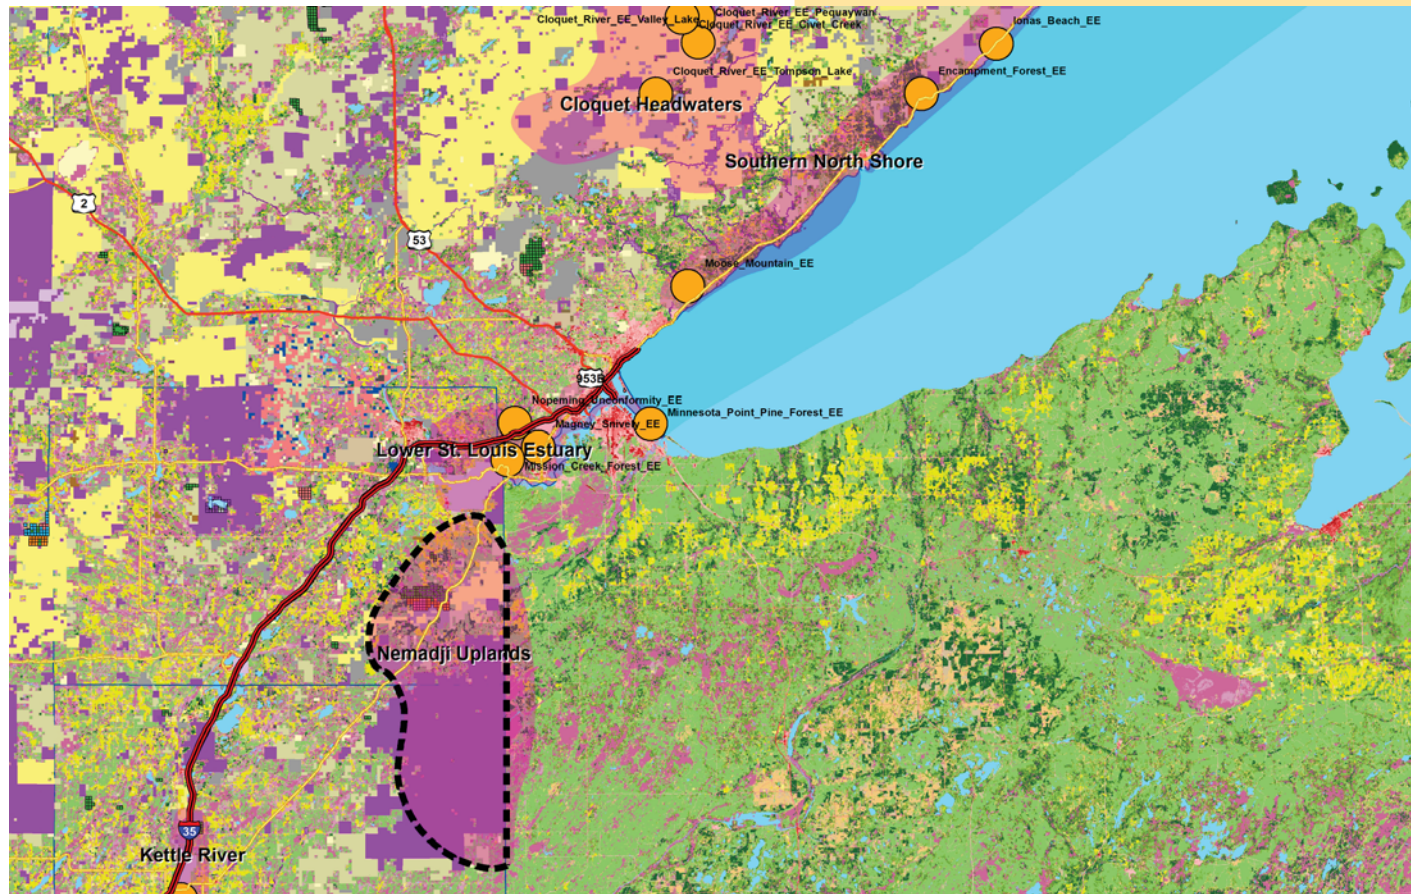 Cloquet_River_EE_Pequaywan
Cloquet_River_EE_Valley_Lake
Cloquet_River_EE_Civet_Creek
Ionas_Beach_EE
Cloquet_River_EE_Tompson_Lake
Encampment_Forest_EE
Cloquet Headwaters
Southern North Shore
2
53
Moose_Mountain_EE
953B
Nopeming_Unconformity_EE
Minnesota_Point_Pine_Forest_EE
Magney_Snively_EE
Lower St. Louis Estuary
Mission_Creek_Forest_EE
Nemadji Uplands
35
Kettle River